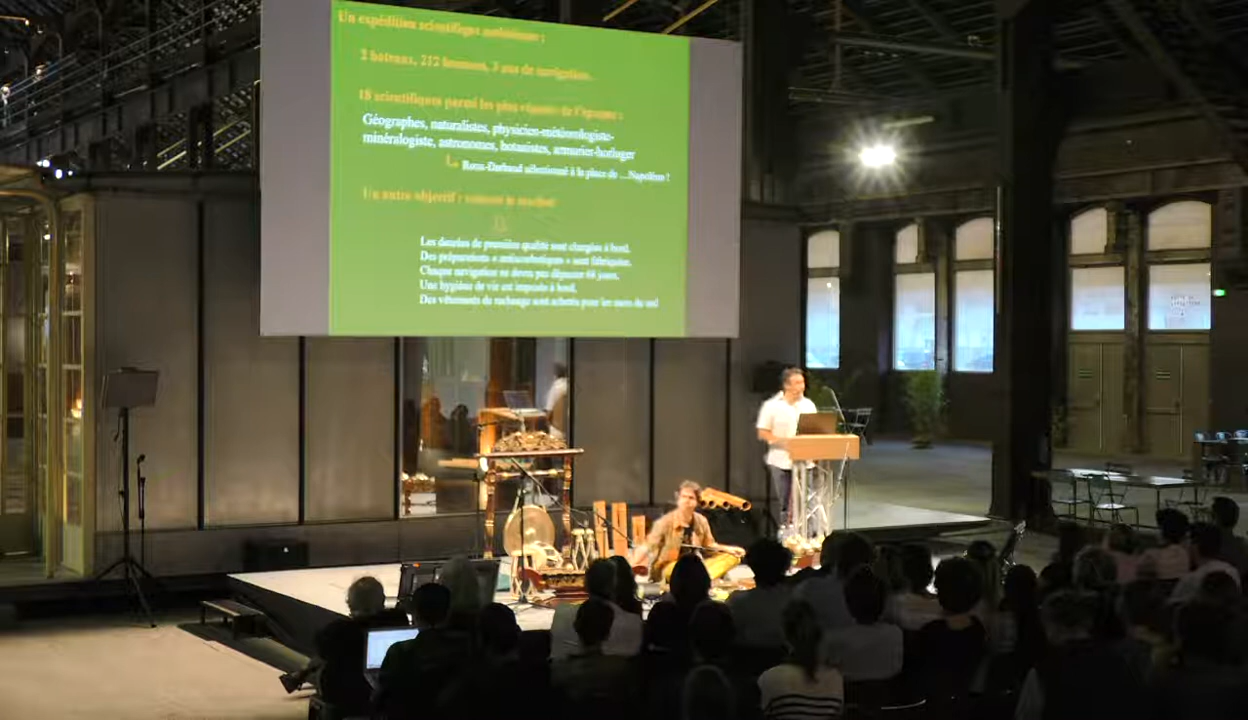 Un expédition scientifique ambitieuse :
2 bateaux, 212 hommes, 3 ans de navigation.
18 scientifiques parmi les plus réputés de l'époque :
Géographes, naturalistes, physicien-météorologiste-
minéralogiste, astronomes, botanistes, armurier-horloger
Roux-Darbaud sélectionné à la place de ...Napoléon !
Un autre objectif : vaincre le scorbut
Les denrées de première qualité sont chargées à bord.
Des préparations « antiscorbutiques » sont fabriquées.
Chaque navigation ne devra pas dépasser 68 jours.
Une hygiène de vie est imposée à bord.
Des vêtements de rechange sont achetés pour les mers du sud